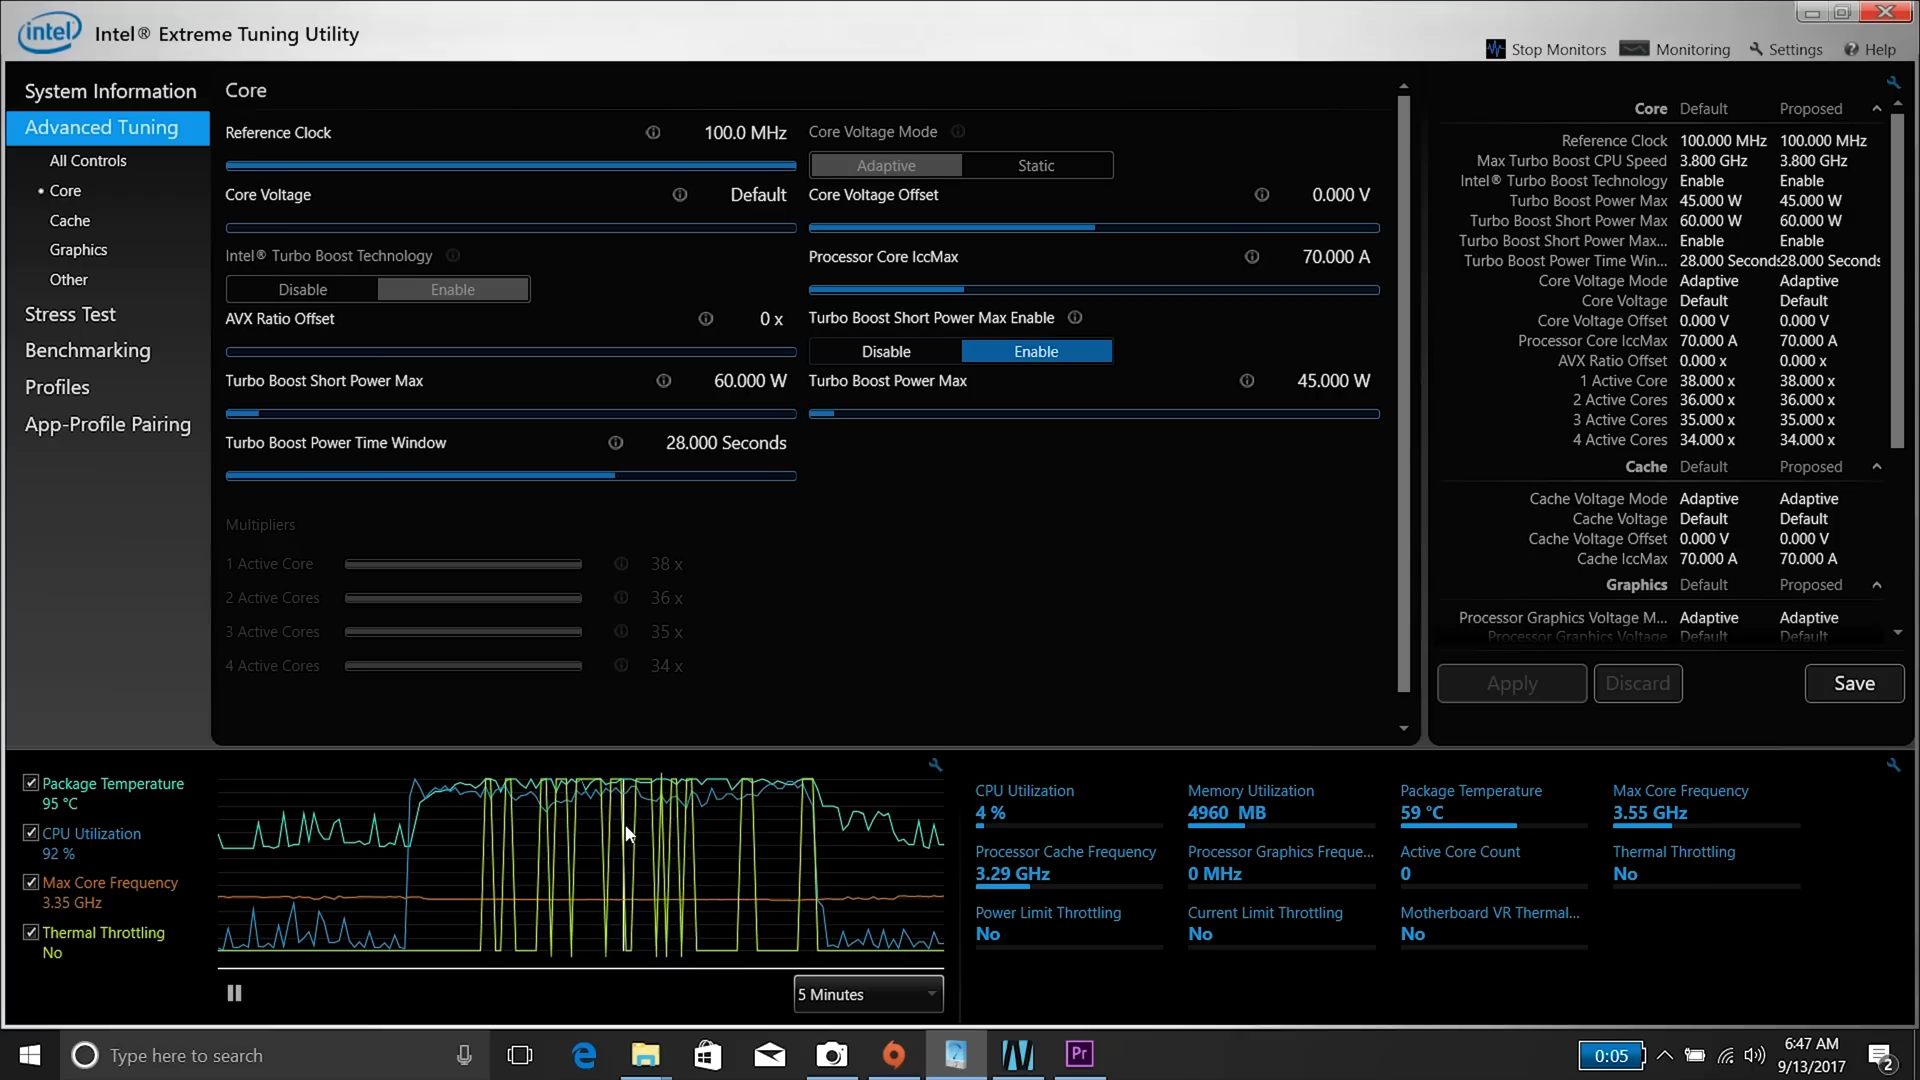 intel
Intel® Extreme Tuning Utility
Stop Monitors
Monitoring
Settings
Help
System Information
Advanced Tuning
All Controls
• Core
Cache
Graphics
Other
Stress Test
Benchmarking
Profiles
App-Profile Pairing
Core
Reference Clock 100.0 MHz
Core Voltage Mode
Adaptive Static
Core Voltage Default
Core Voltage Offset 0.000 V
Intel® Turbo Boost Technology
Disable Enable
Processor Core IccMax 70.000 A
AVX Ratio Offset 0 x
Turbo Boost Short Power Max Enable
Disable Enable
Turbo Boost Short Power Max 60.000 W
Turbo Boost Power Max 45.000 W
Turbo Boost Power Time Window 28.000 Seconds
Multipliers
1 Active Core 38 x
2 Active Cores 36 x
3 Active Cores 35 x
4 Active Cores 34 x
Core Default Proposed
Reference Clock 100.000 MHz 100.000 MHz
Max Turbo Boost CPU Speed 3.800 GHz 3.800 GHz
Intel® Turbo Boost Technology Enable Enable
Turbo Boost Power Max 45.000 W 45.000 W
Turbo Boost Short Power Max 60.000 W 60.000 W
Turbo Boost Short Power Max... Enable Enable
Turbo Boost Power Time Win... 28.000 Seconds 28.000 Seconds
Core Voltage Mode Adaptive Adaptive
Core Voltage Default Default
Core Voltage Offset 0.000 V 0.000 V
Processor Core IccMax 70.000 A 70.000 A
AVX Ratio Offset 0.000 x 0.000 x
1 Active Core 38.000 x 38.000 x
2 Active Cores 36.000 x 36.000 x
3 Active Cores 35.000 x 35.000 x
4 Active Cores 34.000 x 34.000 x
Cache Default Proposed
Cache Voltage Mode Adaptive Adaptive
Cache Voltage Default Default
Cache Voltage Offset 0.000 V 0.000 V
Cache IccMax 70.000 A 70.000 A
Graphics Default Proposed
Processor Graphics Voltage M... Adaptive Adaptive
Processor Graphics Voltage Default Default
Apply Discard Save
Package Temperature
95 °C
CPU Utilization
92 %
Max Core Frequency
3.35 GHz
Thermal Throttling
No
5 Minutes
CPU Utilization
4 %
Memory Utilization
4960 MB
Package Temperature
59 °C
Max Core Frequency
3.55 GHz
Processor Cache Frequency
3.29 GHz
Processor Graphics Freque...
0 MHz
Active Core Count
0
Thermal Throttling
No
Power Limit Throttling
No
Current Limit Throttling
No
Motherboard VR Thermal...
No
Type here to search
Pr
0:05
6:47 AM
9/13/2017
2